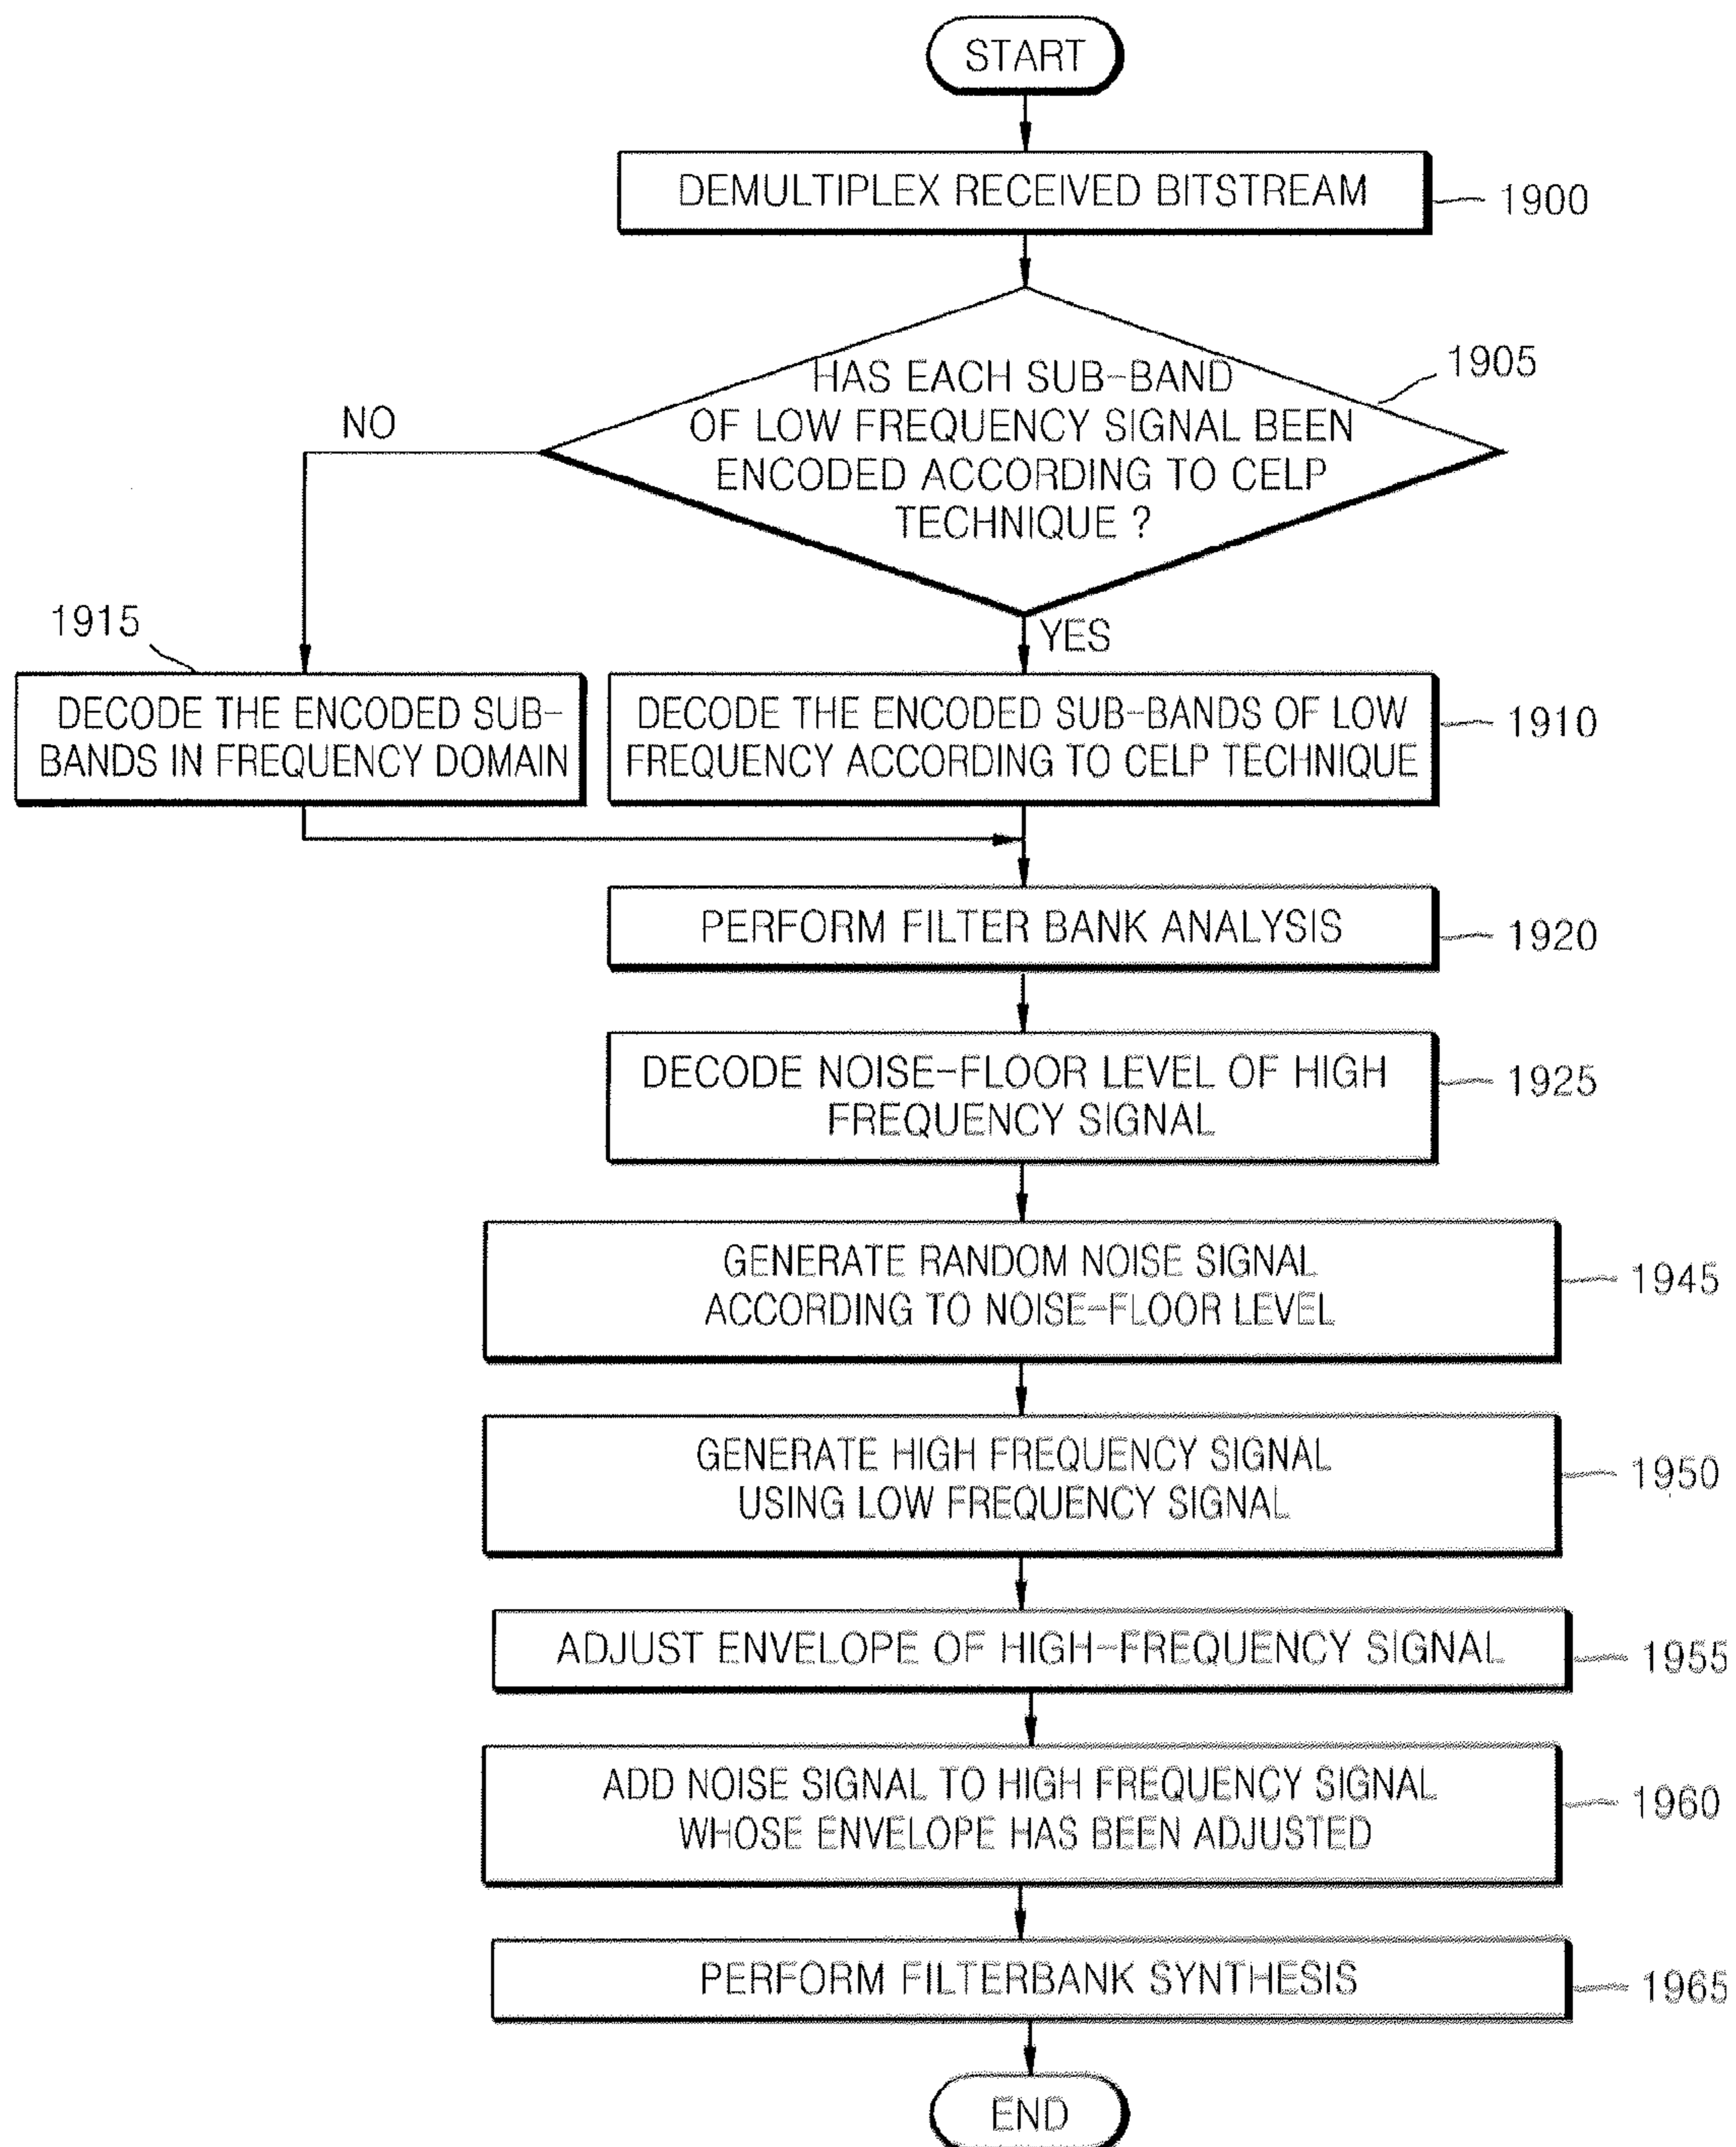 START
DEMULTIPLEX RECEIVED BITSTREAM
1900
HAS EACH SUB-BAND
OF LOW FREQUENCY SIGNAL BEEN
ENCODED ACCORDING TO CELP
TECHNIQUE ?
1905
NO
YES
1915
DECODE THE ENCODED SUB-
BANDS IN FREQUENCY DOMAIN
DECODE THE ENCODED SUB-BANDS OF LOW
FREQUENCY ACCORDING TO CELP TECHNIQUE
1910
PERFORM FILTER BANK ANALYSIS
1920
DECODE NOISE-FLOOR LEVEL OF HIGH
FREQUENCY SIGNAL
1925
GENERATE RANDOM NOISE SIGNAL
ACCORDING TO NOISE-FLOOR LEVEL
1945
GENERATE HIGH FREQUENCY SIGNAL
USING LOW FREQUENCY SIGNAL
1950
ADJUST ENVELOPE OF HIGH-FREQUENCY SIGNAL
1955
ADD NOISE SIGNAL TO HIGH FREQUENCY SIGNAL
WHOSE ENVELOPE HAS BEEN ADJUSTED
1960
PERFORM FILTERBANK SYNTHESIS
1965
END